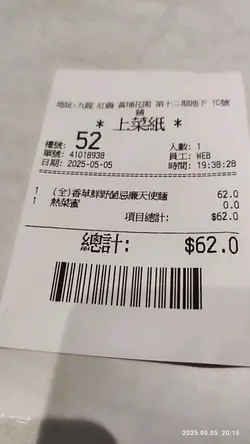 地址:九龍 紅磡 黃埔花園 第十二期地下 1C號
舖
* 上菜紙 *
檯號: 52
人數: 1
單號: 41018938
員工: WEB
日期: 2025-05-05
時間: 19:38:28
1 (全)香草鮮野菌忌廉天使麵 62.0
1 熱菜蜜 0.0
項目總計: $62.0
總計: $62.0
2025.05.05 20:15